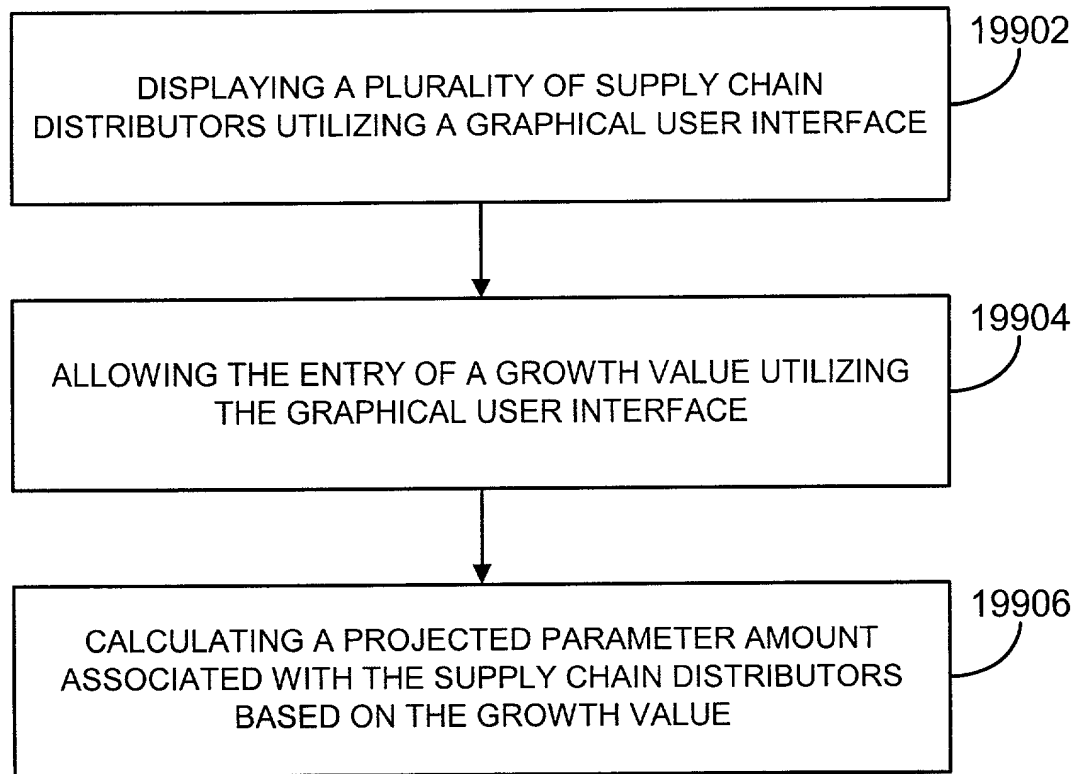 19902
DISPLAYING A PLURALITY OF SUPPLY CHAIN
DISTRIBUTORS UTILIZING A GRAPHICAL USER INTERFACE
19904
ALLOWING THE ENTRY OF A GROWTH VALUE UTILIZING
THE GRAPHICAL USER INTERFACE
19906
CALCULATING A PROJECTED PARAMETER AMOUNT
ASSOCIATED WITH THE SUPPLY CHAIN DISTRIBUTORS
BASED ON THE GROWTH VALUE